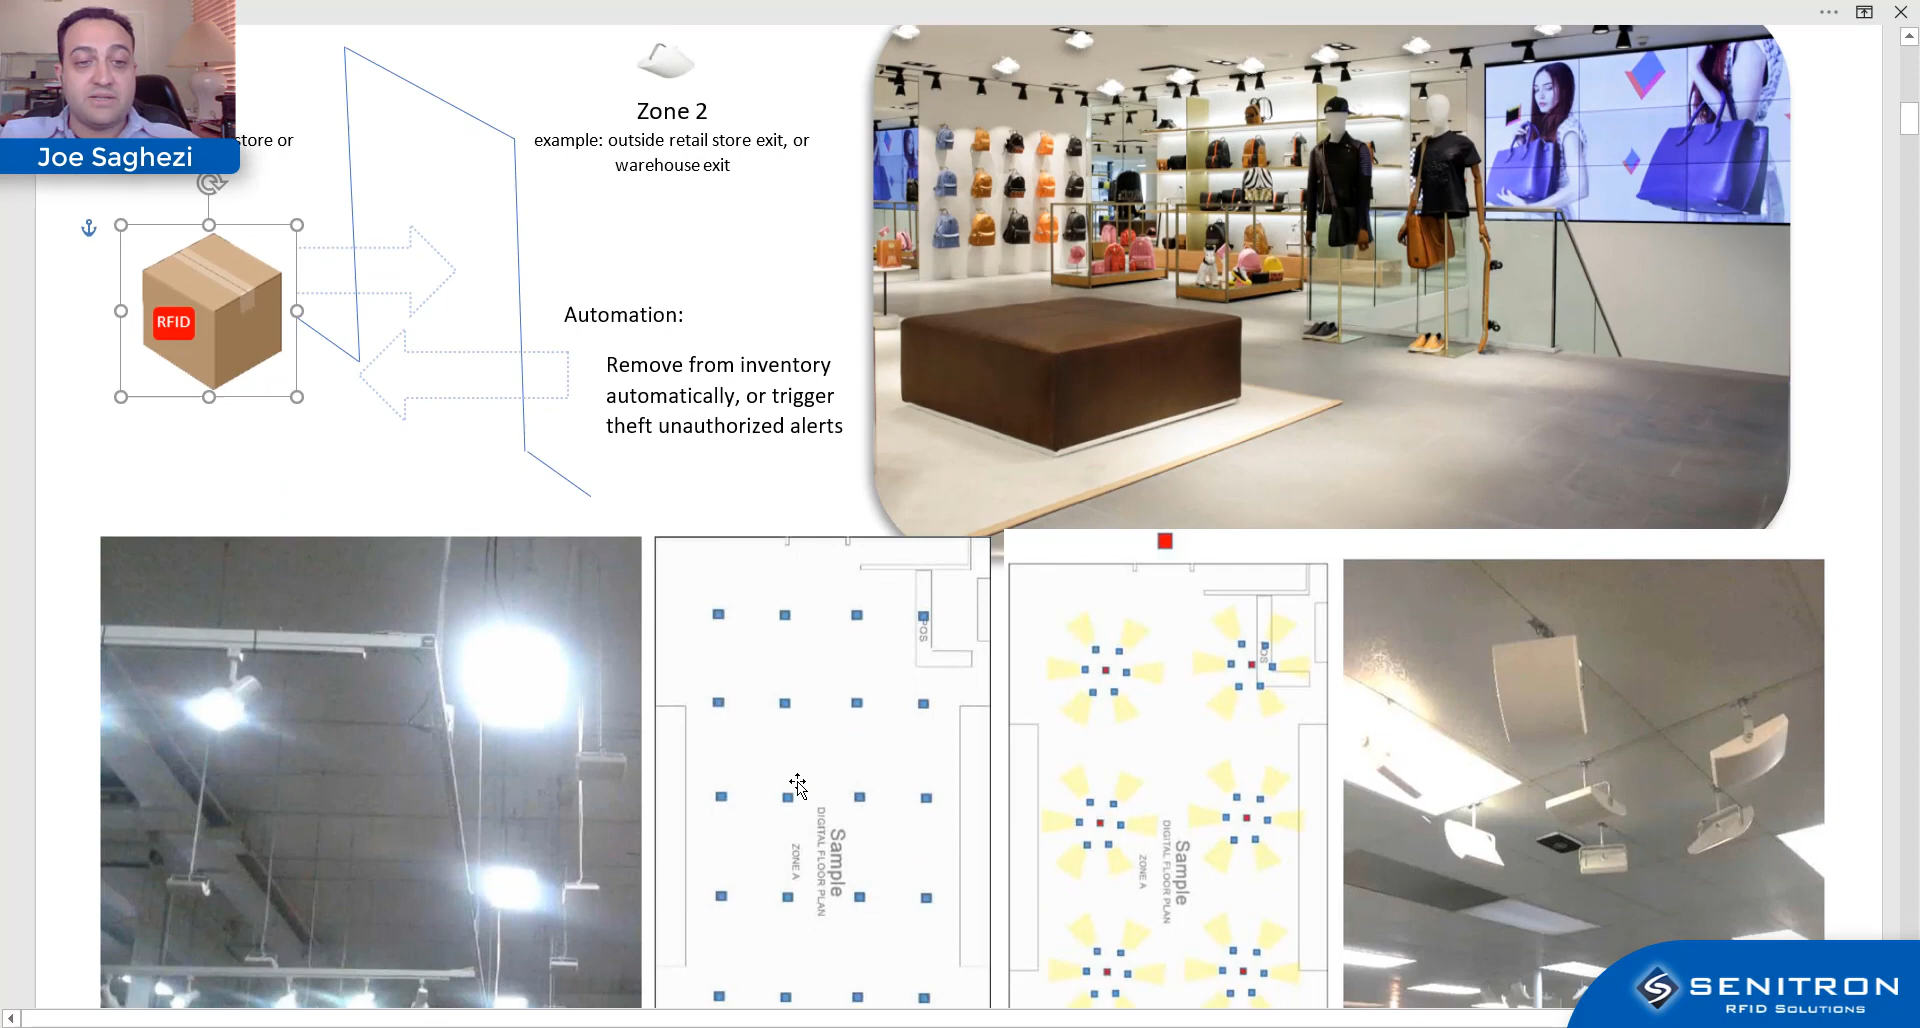 Joe Saghezi
store or
Zone 2
example: outside retail store exit, or
warehouse exit
RFID
Automation:
Remove from inventory
automatically, or trigger
theft unauthorized alerts
POS
Sample
DIGITAL FLOOR PLAN
ZONE A
POS
Sample
DIGITAL FLOOR PLAN
ZONE A
SENITRON
RFID SOLUTIONS